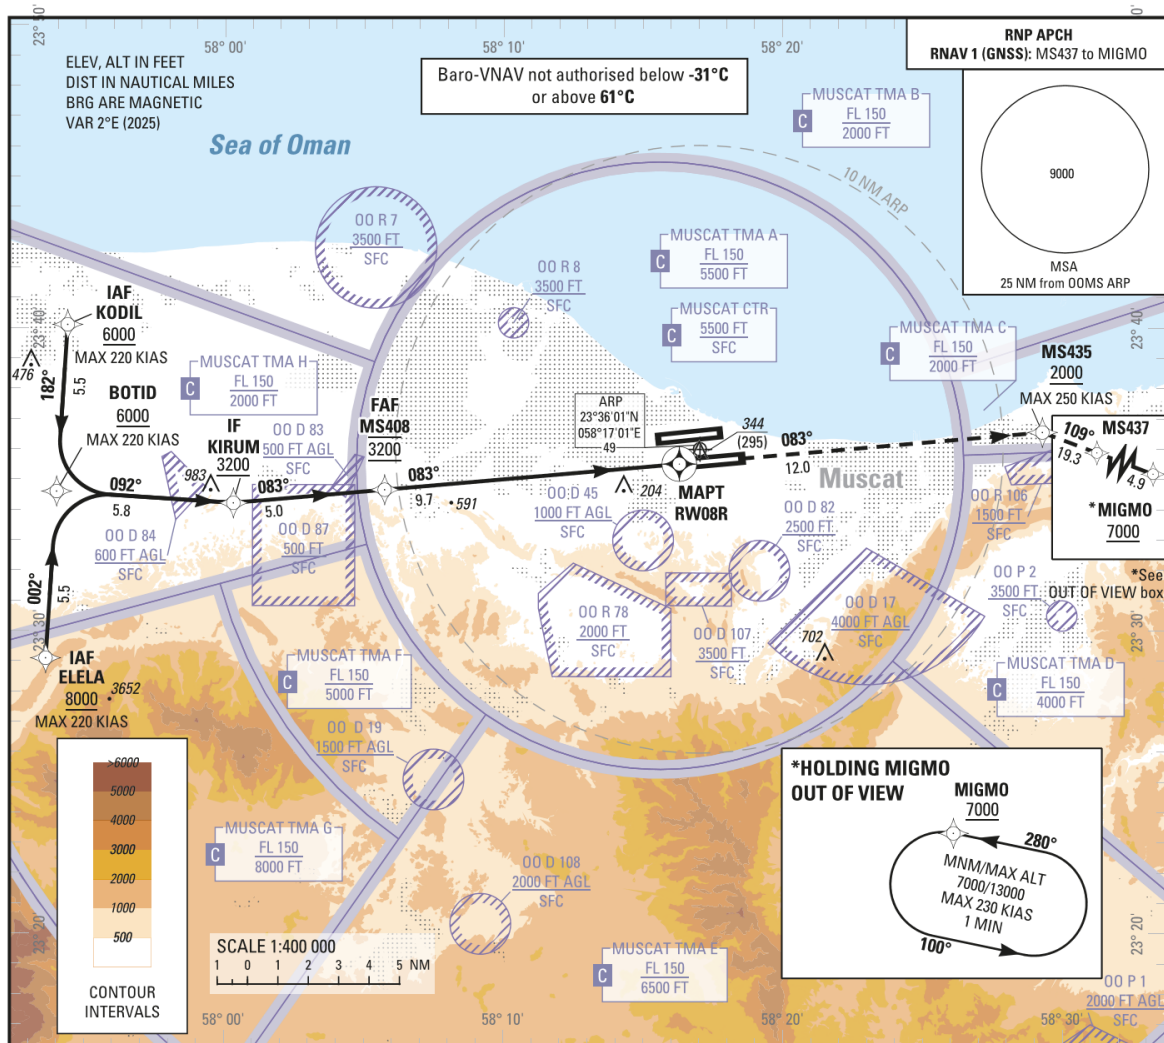 23° 50'
58° 00'
58° 10'
58° 20'
0'
ELEV, ALT IN FEET
DIST IN NAUTICAL MILES
BRG ARE MAGNETIC
VAR 2°E (2025)
Baro-VNAV not authorised below -31°C
or above 61°C
RNP APCH
RNAV 1 (GNSS): MS437 to MIGMO
9000
MSA
25 NM from OOMS ARP
Sea of Oman
MUSCAT TMA B
C
FL 150
2000 FT
10 NM ARP
OO R 7
3500 FT
SFC
MUSCAT TMA A
C
FL 150
5500 FT
OO R 8
3500 FT
SFC
MUSCAT CTR
C
5500 FT
SFC
MUSCAT TMA C
C
FL 150
2000 FT
23° 40'
23° 40'
IAF
KODIL
6000
MAX 220 KIAS
476
182°
5.5
MUSCAT TMA H
C
FL 150
2000 FT
BOTID
6000
MAX 220 KIAS
IF
KIRUM
3200
OO D 83
500 FT AGL
SFC
FAF
MS408
3200
ARP
23°36'01"N
058°17'01"E
49
344
(295)
083°
12.0
MS435
2000
MAX 250 KIAS
109°
19.3
MS437
4.9
*MIGMO
7000
*See
OUT OF VIEW box
983
092°
5.8
083°
5.0
083°
9.7
591
204
MAPT
RW08R
Muscat
OO D 84
600 FT AGL
SFC
OO D 87
500 FT
SFC
OO D 45
1000 FT AGL
SFC
OO D 82
2500 FT
SFC
OO R 106
1500 FT
SFC
OO P 2
3500 FT
SFC
002°
5.5
OO R 78
2000 FT
SFC
OO D 107
3500 FT
SFC
OO D 17
4000 FT AGL
SFC
702
23° 30'
23° 30'
IAF
ELELA
8000
MAX 220 KIAS
3652
MUSCAT TMA F
C
FL 150
5000 FT
MUSCAT TMA D
C
FL 150
4000 FT
OO D 19
1500 FT AGL
SFC
>6000
5000
4000
3000
2000
1000
500
CONTOUR
INTERVALS
MUSCAT TMA G
C
FL 150
8000 FT
OO D 108
2000 FT AGL
SFC
*HOLDING MIGMO
OUT OF VIEW
MIGMO
7000
280°
MNM/MAX ALT
7000/13000
MAX 230 KIAS
1 MIN
100°
23° 20'
23° 20'
SCALE 1:400 000
1 0 1 2 3 4 5 NM
MUSCAT TMA E
C
FL 150
6500 FT
OO P 1
2000 FT AGL
SFC
58° 00'
58° 10'
58° 20'
58° 30'